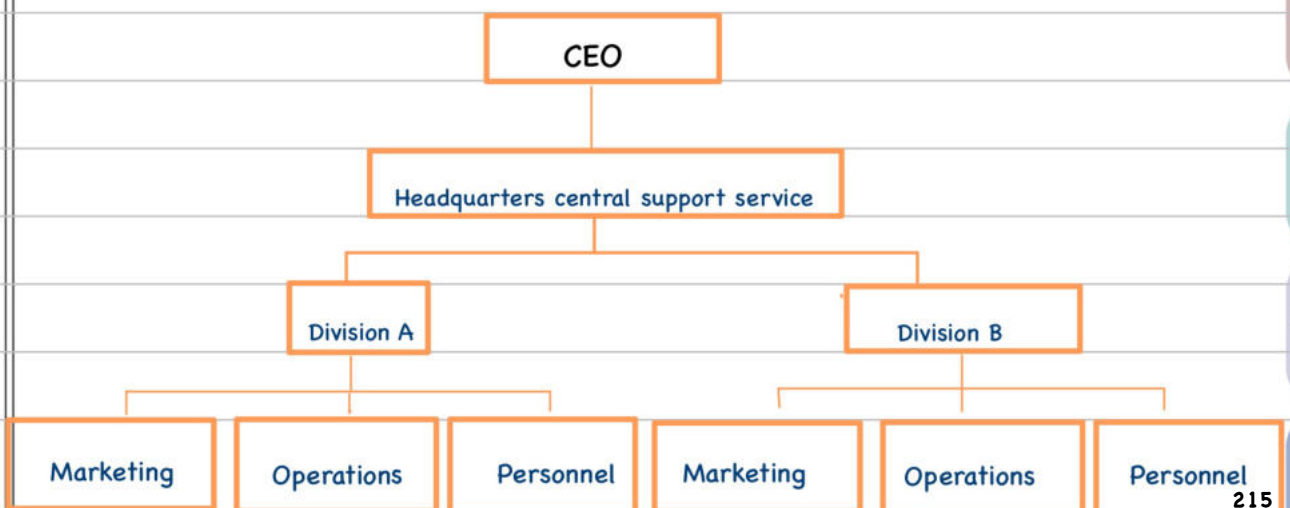 CEO
Headquarters central support service
Division A
Division B
Marketing
Operations
Personnel
Marketing
Operations
Personnel
215